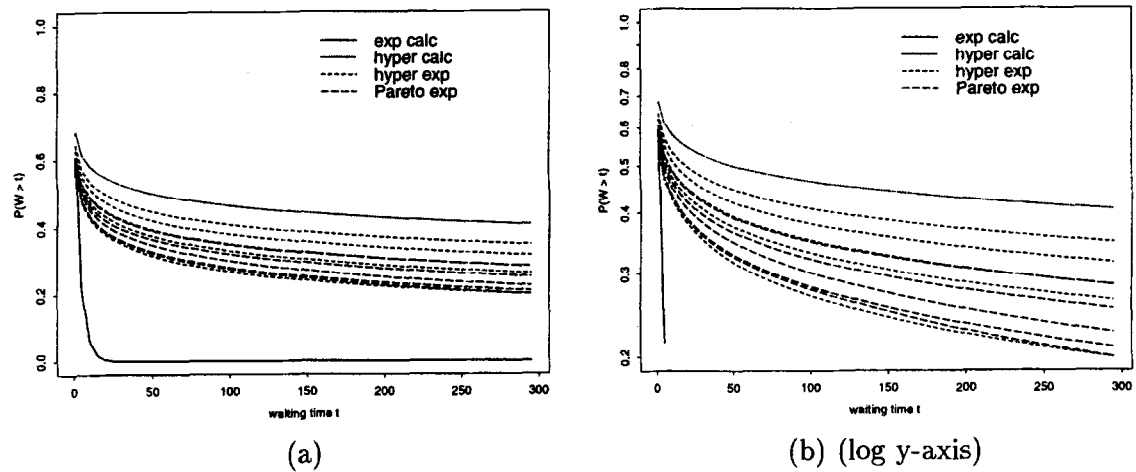 exp calc
hyper calc
hyper exp
Pareto exp
P(W > t)
1.0
0.8
0.6
0.4
0.2
0.0
0 50 100 150 200 250 300
waiting time t
(a)
exp calc
hyper calc
hyper exp
Pareto exp
P(W > t)
1.0
0.8
0.7
0.6
0.5
0.4
0.3
0.2
0 50 100 150 200 250 300
waiting time t
(b) (log y-axis)